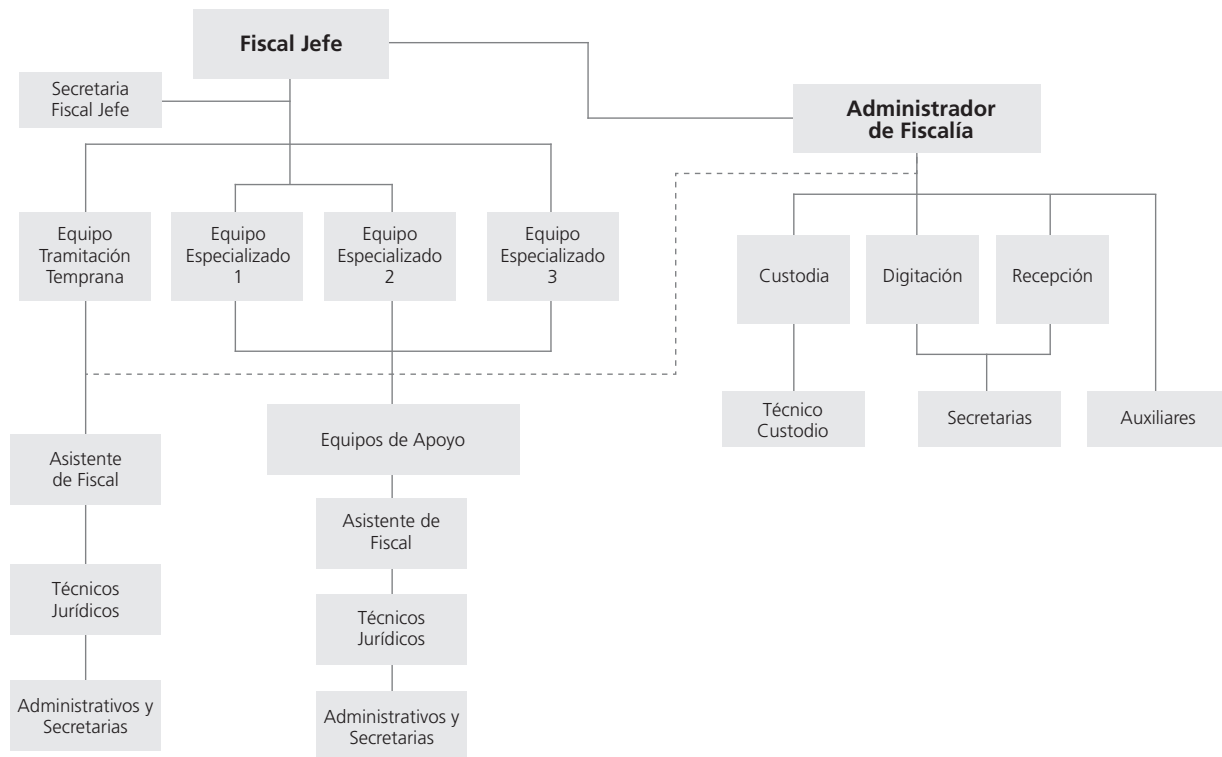 Fiscal Jefe
Secretaria
Fiscal Jefe
Administrador
de Fiscalía
Equipo
Tramitación
Temprana
Equipo
Especializado
1
Equipo
Especializado
2
Equipo
Especializado
3
Custodia
Digitación
Recepción
Técnico
Custodio
Secretarias
Auxiliares
Equipos de Apoyo
Asistente
de Fiscal
Asistente de
Fiscal
Técnicos
Jurídicos
Técnicos
Jurídicos
Administrativos y
Secretarias
Administrativos y
Secretarias